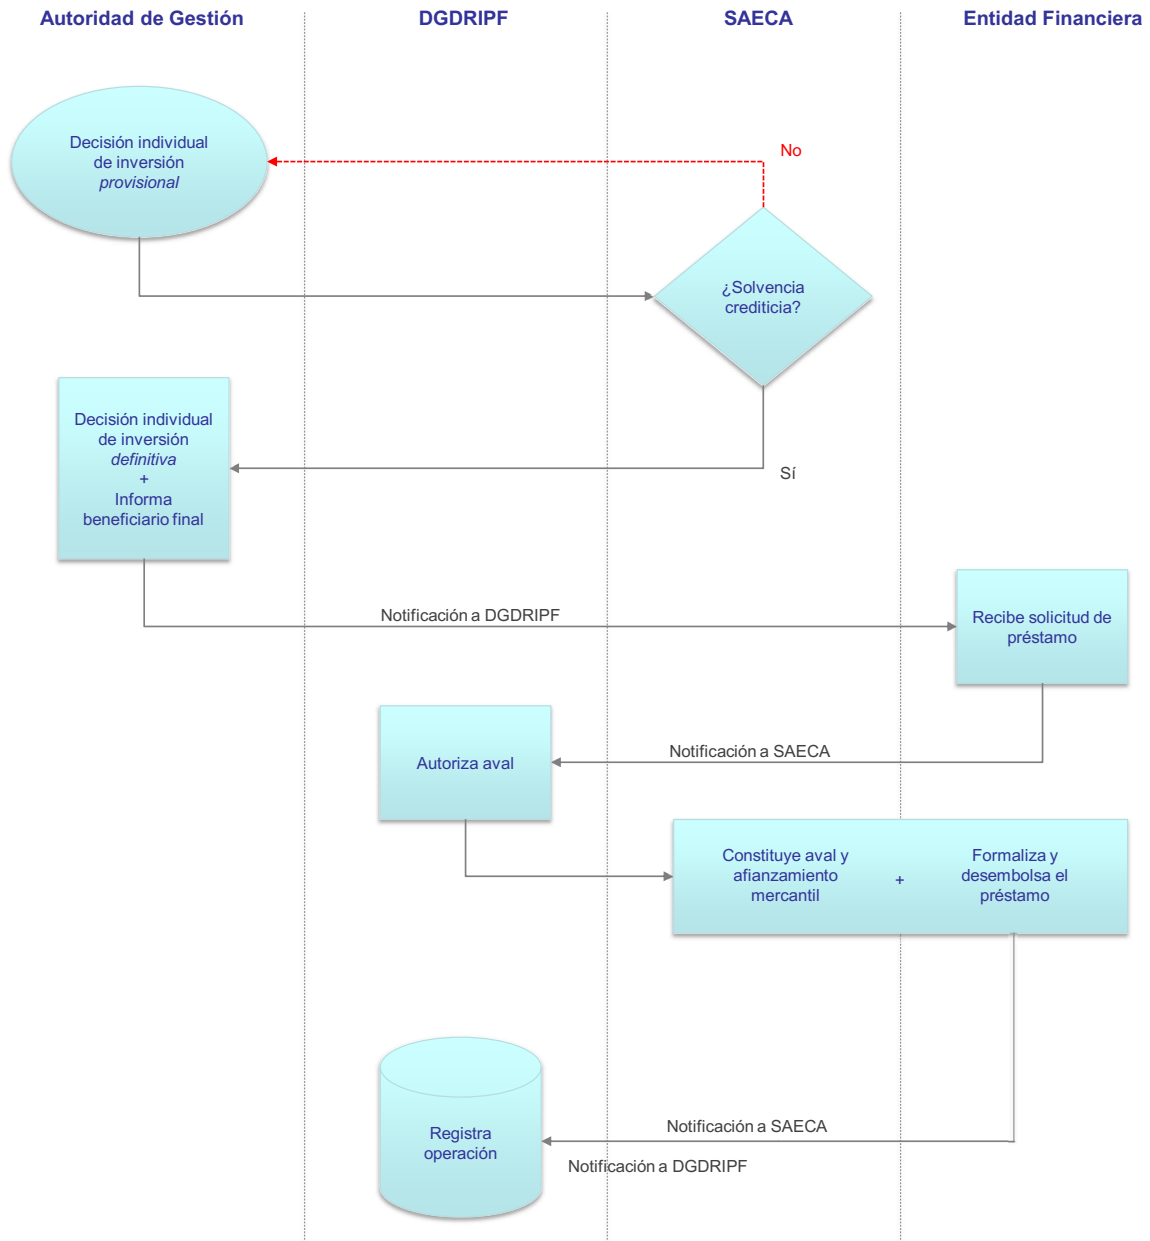 Autoridad de Gestión
DGDRIPF
SAECA
Entidad Financiera
Decisión individual
de inversión
provisional
No
¿Solvencia
crediticia?
Decisión individual
de inversión
definitiva
+
Informa
beneficiario final
Sí
Notificación a DGDRIPF
Recibe solicitud de
préstamo
Autoriza aval
Notificación a SAECA
Constituye aval y
afianzamiento
mercantil
+
Formaliza y
desembolsa el
préstamo
Registra
operación
Notificación a SAECA
Notificación a DGDRIPF